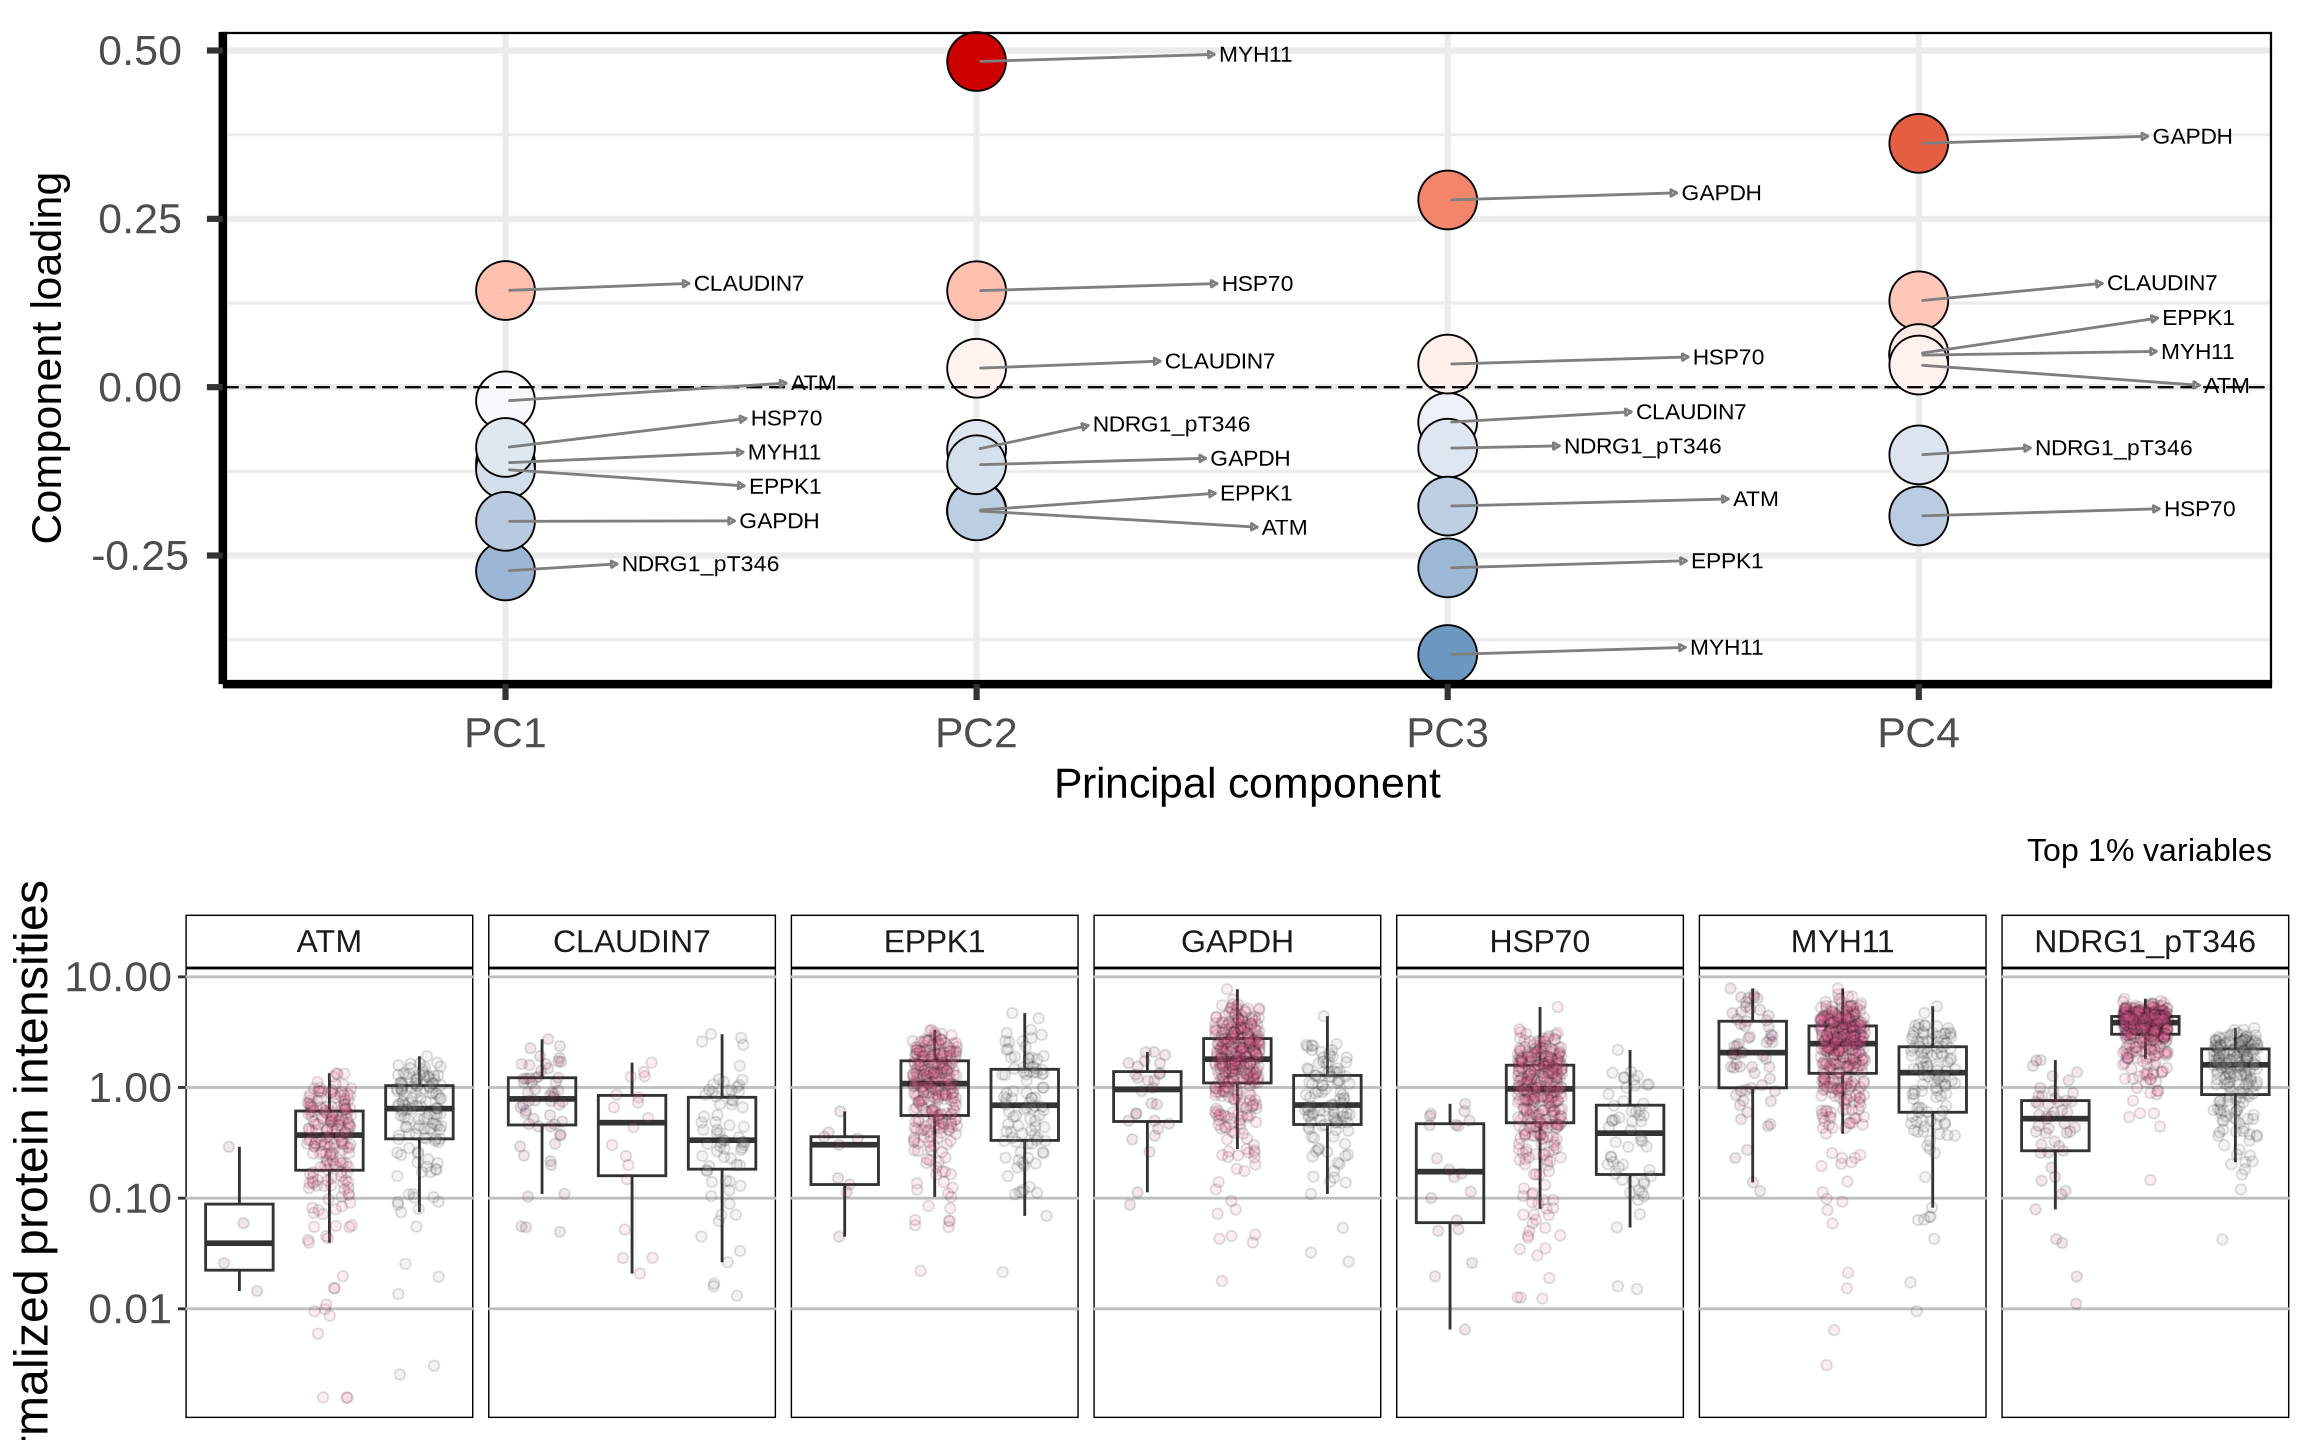 0.50
0.25
0.00
-0.25
Component loading
MYH11
GAPDH
GAPDH
CLAUDIN7
HSP70
CLAUDIN7
EPPK1
MYH11
ATM
CLAUDIN7
HSP70
ATM
HSP70
MYH11
EPPK1
GAPDH
NDRG1_pT346
NDRG1_pT346
GAPDH
EPPK1
ATM
CLAUDIN7
NDRG1_pT346
ATM
EPPK1
MYH11
NDRG1_pT346
HSP70
PC1 PC2 PC3 PC4
Principal component
Top 1% variables
ATM CLAUDIN7 EPPK1 GAPDH HSP70 MYH11 NDRG1_pT346
10.00
1.00
0.10
0.01
rmalized protein intensities